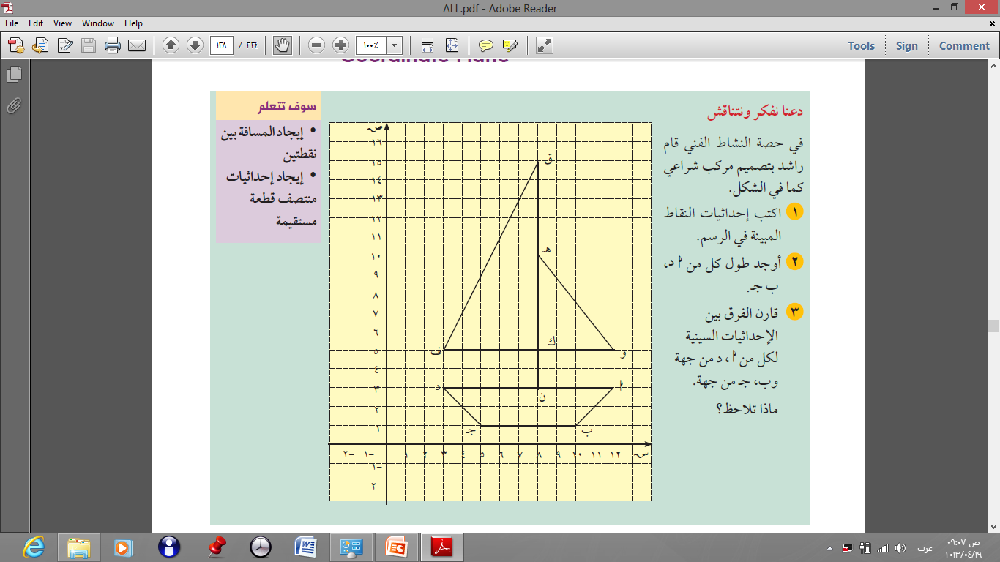 ALL.pdf - Adobe Reader
File Edit View Window Help
١٢٨ / ٢٢٤ ١٠٠٪ Tools Sign Comment
Coordinate Plane
دعنا نفكر ونتناقش
في حصة النشاط الفني قام
راشد بتصميم مركب شراعي
كما في الشكل.
١ اكتب إحداثيات النقاط
المبينة في الرسم.
٢ أوجد طول كل من أ د،
ب جـ.
٣ قارن الفرق بين
الإحداثيات السينية
لكل من أ، د من جهة
وب، جـ من جهة.
ماذا تلاحظ؟
سوف تتعلم
• إيجاد المسافة بين
نقطتين
• إيجاد إحداثيات
منتصف قطعة
مستقيمة
ص
١٦
١٥
١٤
١٣
١٢
١١
١٠
٩
٨
٧
٦
٥
٤
٣
٢
١
٢− ١− ١ ٢ ٣ ٤ ٥ ٦ ٧ ٨ ٩ ١٠ ١١ ١٢ س
١−
٢−
ق
هـ
ك
ف
و
د
أ
ن
جـ
ب
عرب
٠٩:٠٧ ص
٢٠١٣/٠٤/١٩